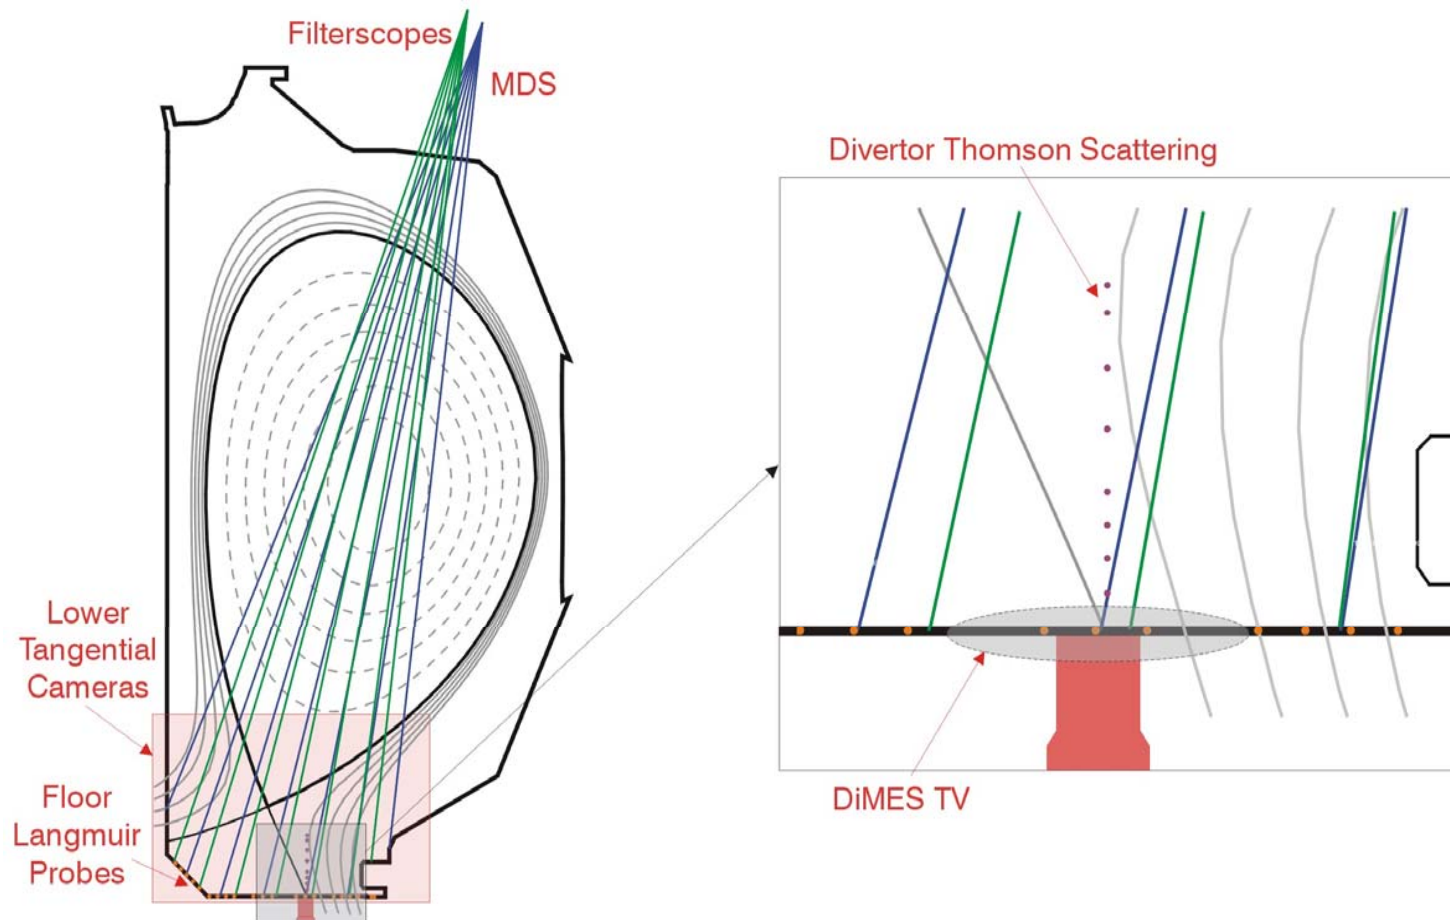 Filterscopes
MDS
Divertor Thomson Scattering
Lower
Tangential
Cameras
Floor
Langmuir
Probes
DiMES TV